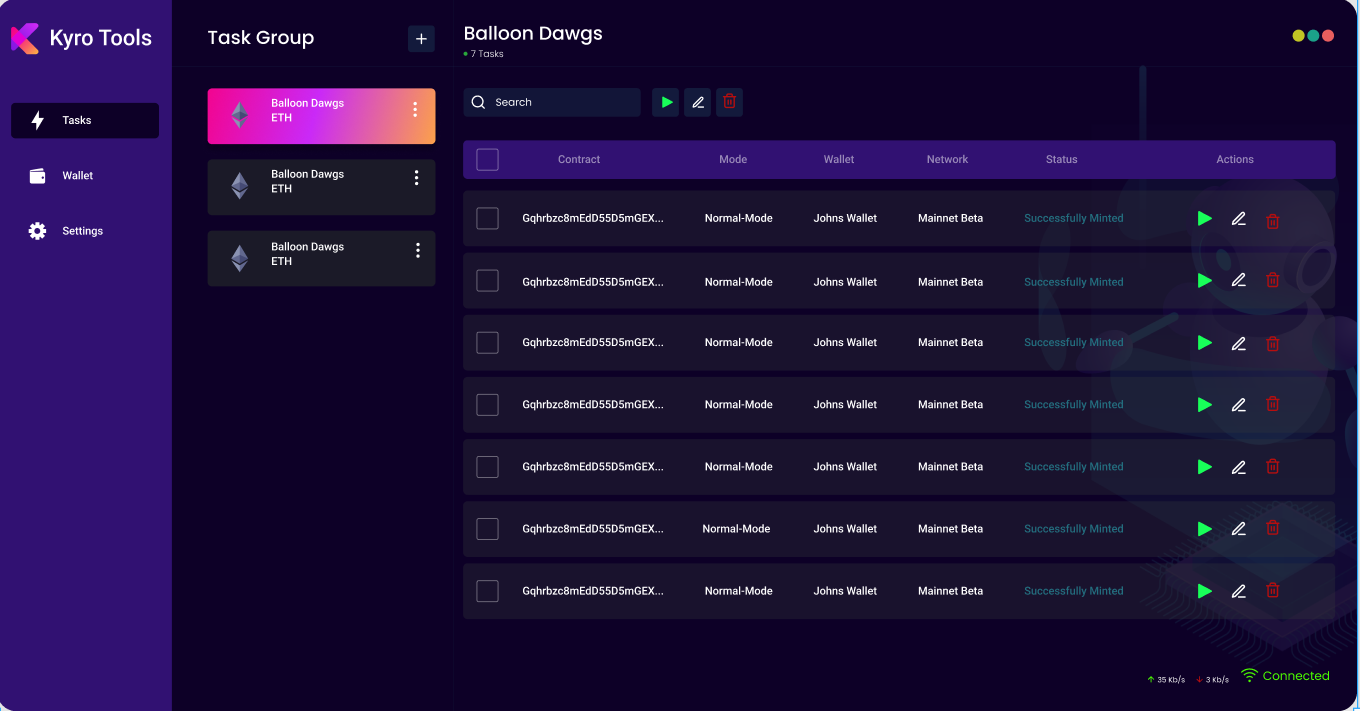 Kyro Tools
Tasks
Wallet
Settings
Task Group
+
Balloon Dawgs
ETH
Balloon Dawgs
ETH
Balloon Dawgs
ETH
Balloon Dawgs
7 Tasks
Search
Contract Mode Wallet Network Status Actions
Gqhrbzc8mEdD55D5mGEX... Normal-Mode Johns Wallet Mainnet Beta Successfully Minted
Gqhrbzc8mEdD55D5mGEX... Normal-Mode Johns Wallet Mainnet Beta Successfully Minted
Gqhrbzc8mEdD55D5mGEX... Normal-Mode Johns Wallet Mainnet Beta Successfully Minted
Gqhrbzc8mEdD55D5mGEX... Normal-Mode Johns Wallet Mainnet Beta Successfully Minted
Gqhrbzc8mEdD55D5mGEX... Normal-Mode Johns Wallet Mainnet Beta Successfully Minted
Gqhrbzc8mEdD55D5mGEX... Normal-Mode Johns Wallet Mainnet Beta Successfully Minted
Gqhrbzc8mEdD55D5mGEX... Normal-Mode Johns Wallet Mainnet Beta Successfully Minted
35 Kb/s 3 Kb/s Connected